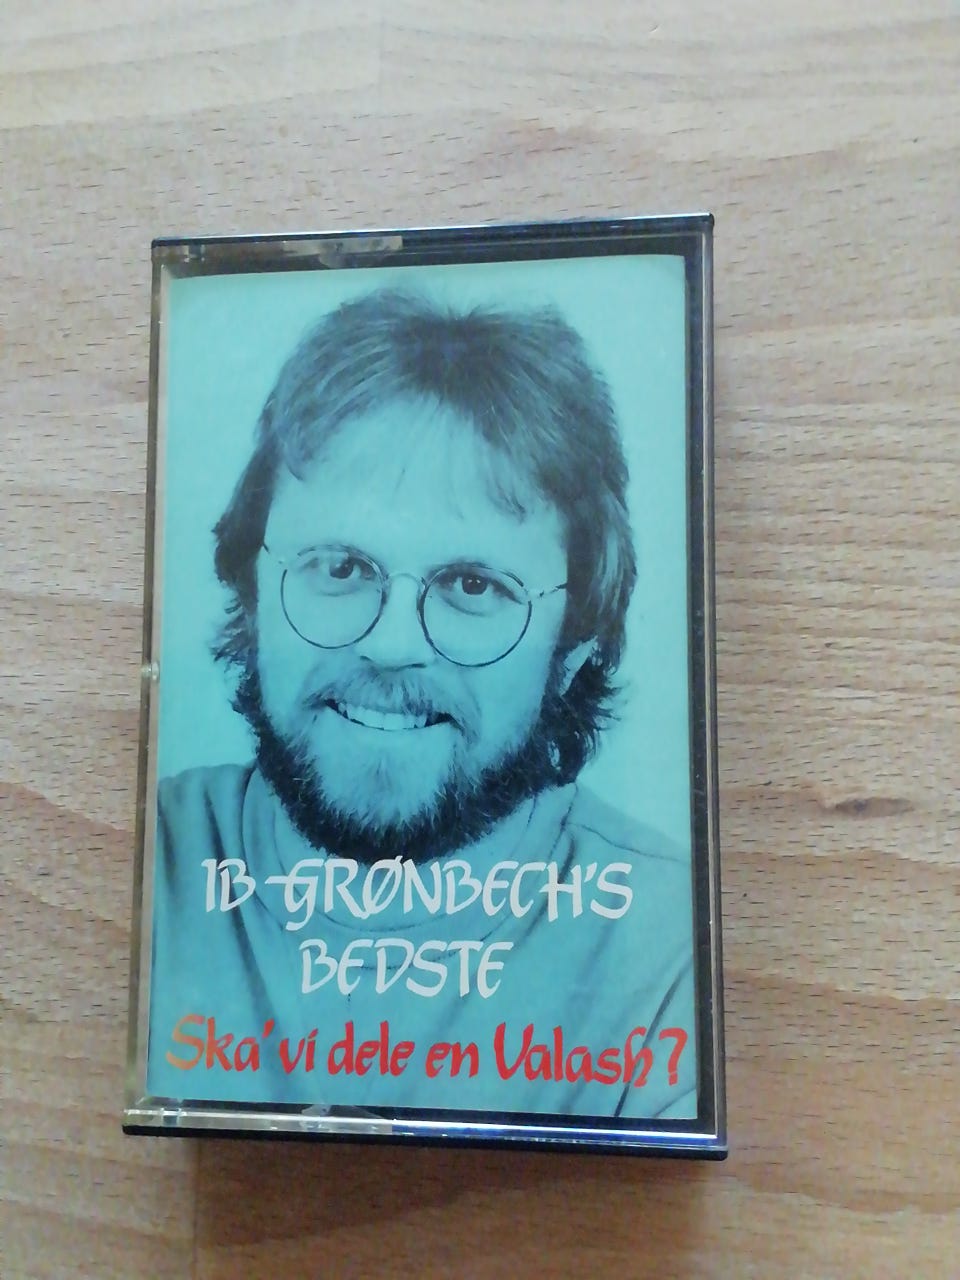 IB GRØNBECH'S
BEDSTE
Ska' vi dele en Valash?